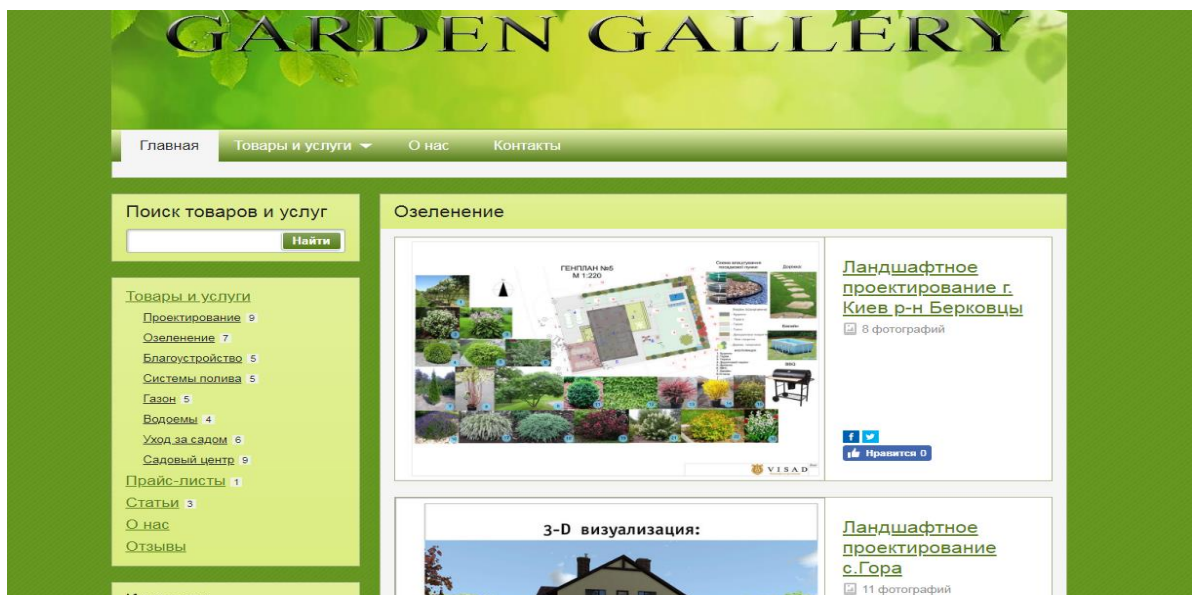 GARDEN GALLERY
Главная
Товары и услуги
О нас
Контакты
Поиск товаров и услуг
Найти
Товары и услуги
Проектирование 9
Озеленение 7
Благоустройство 5
Системы полива 5
Газон 5
Водоемы 4
Уход за садом 6
Садовый центр 9
Прайс-листы 1
Статьи 3
О нас
Отзывы
Озеленение
ГЕНПЛАН №5
М 1:220
VISAD
Ландшафтное
проектирование г.
Киев р-н Берковцы
8 фотографий
Нравится 0
3-D визуализация:
Ландшафтное
проектирование
с.Гора
11 фотографий